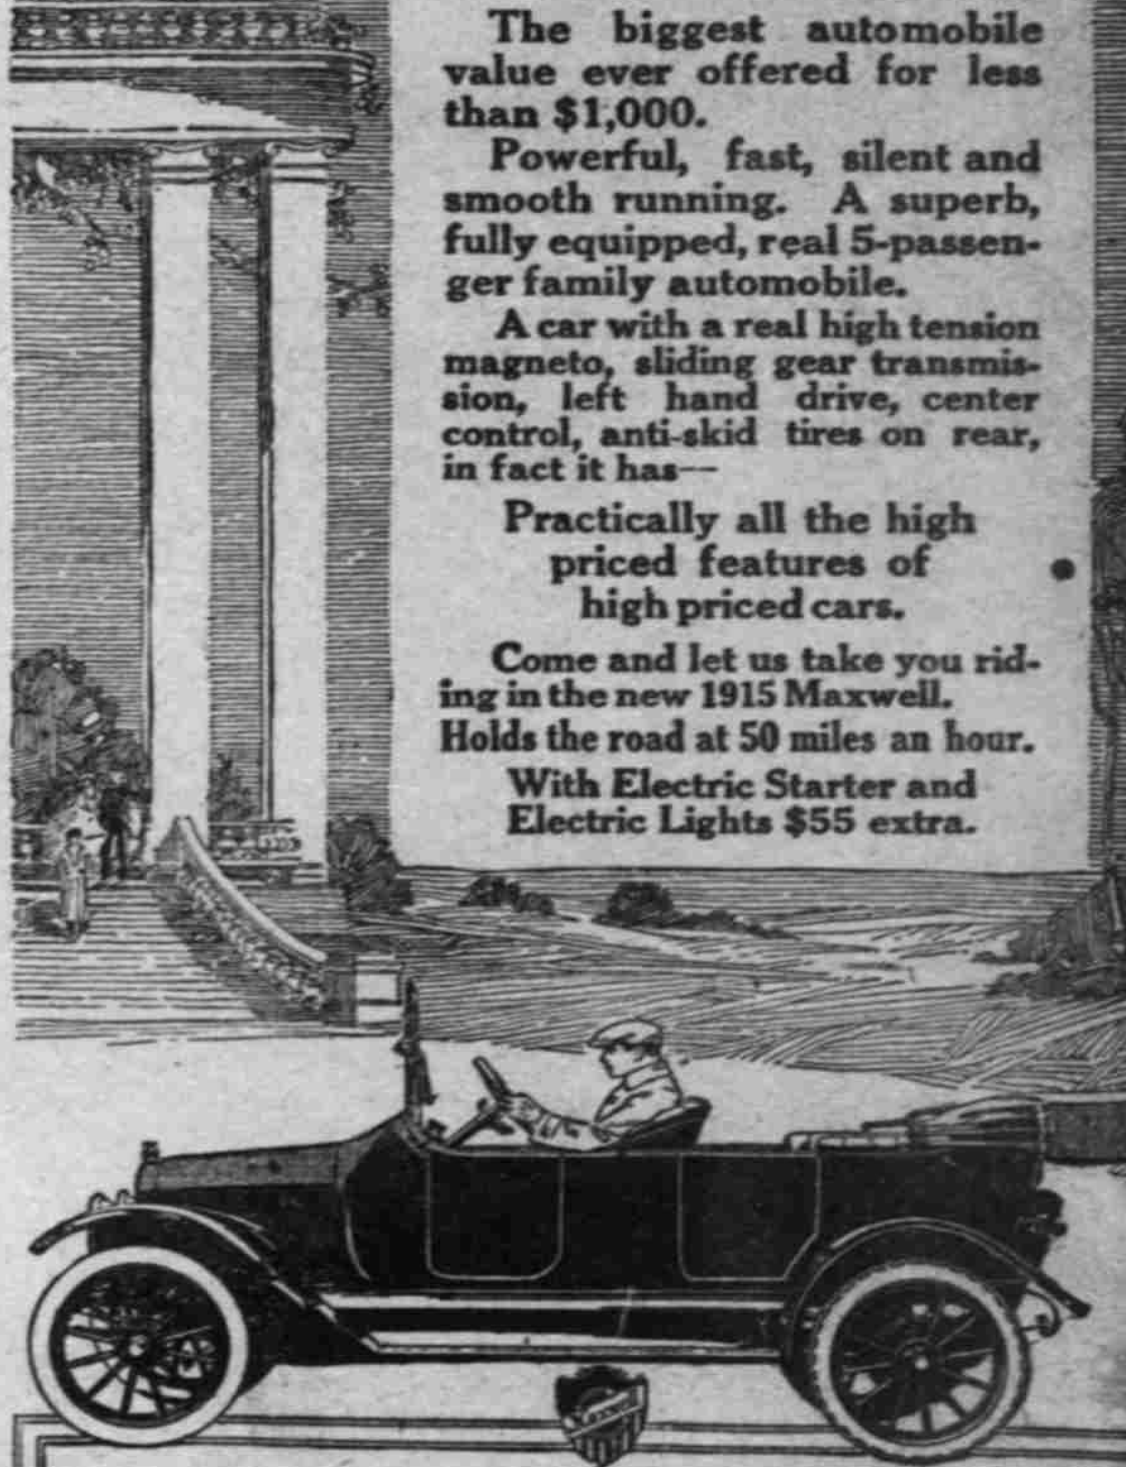 The biggest automobile
value ever offered for less
than $1,000.
Powerful, fast, silent and
smooth running. A superb,
fully equipped, real 5-passen-
ger family automobile.
A car with a real high tension
magneto, sliding gear transmis-
sion, left hand drive, center
control, anti-skid tires on rear,
in fact it has—
Practically all the high
priced features of
high priced cars.
Come and let us take you rid-
ing in the new 1915 Maxwell.
Holds the road at 50 miles an hour.
With Electric Starter and
Electric Lights $55 extra.
Maxwell